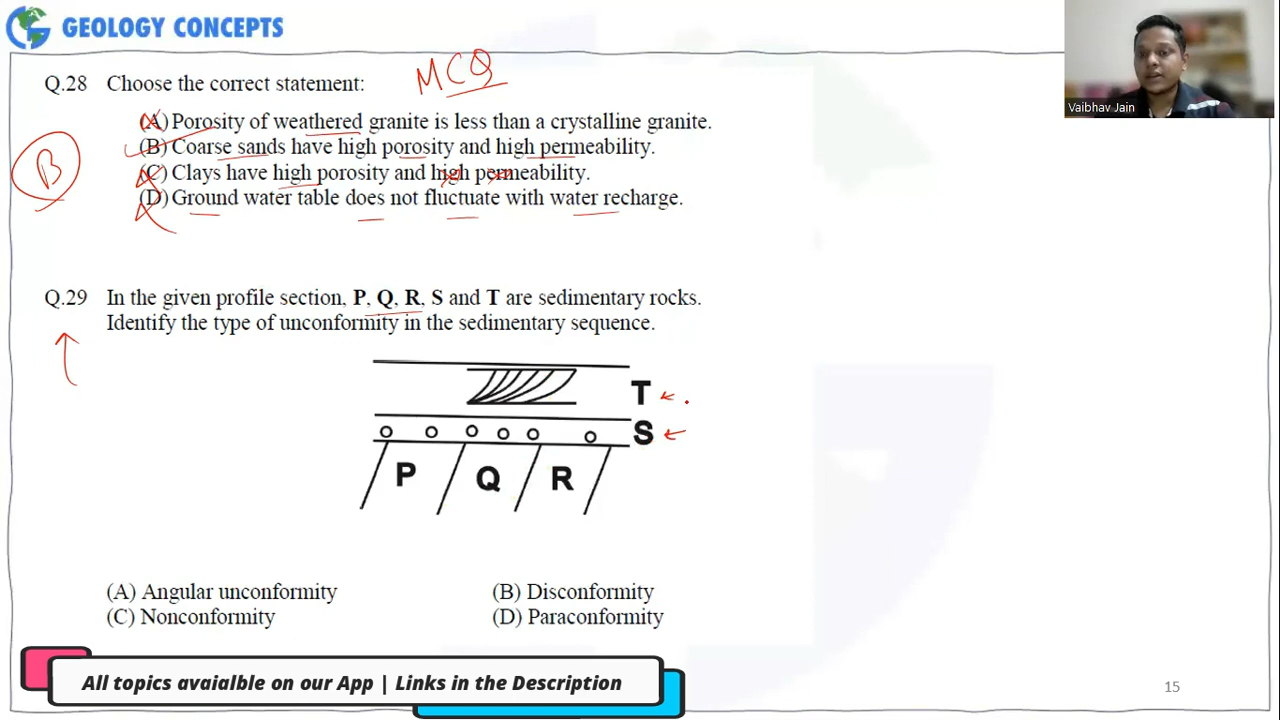 GEOLOGY CONCEPTS
MCQ
Vaibhav Jain
Q.28 Choose the correct statement:
(A) Porosity of weathered granite is less than a crystalline granite.
(B) Coarse sands have high porosity and high permeability.
(C) Clays have high porosity and high permeability.
(D) Ground water table does not fluctuate with water recharge.
B
Q.29 In the given profile section, P, Q, R, S and T are sedimentary rocks.
Identify the type of unconformity in the sedimentary sequence.
T
S
P Q R
(A) Angular unconformity (B) Disconformity
(C) Nonconformity (D) Paraconformity
All topics avaialble on our App | Links in the Description
15